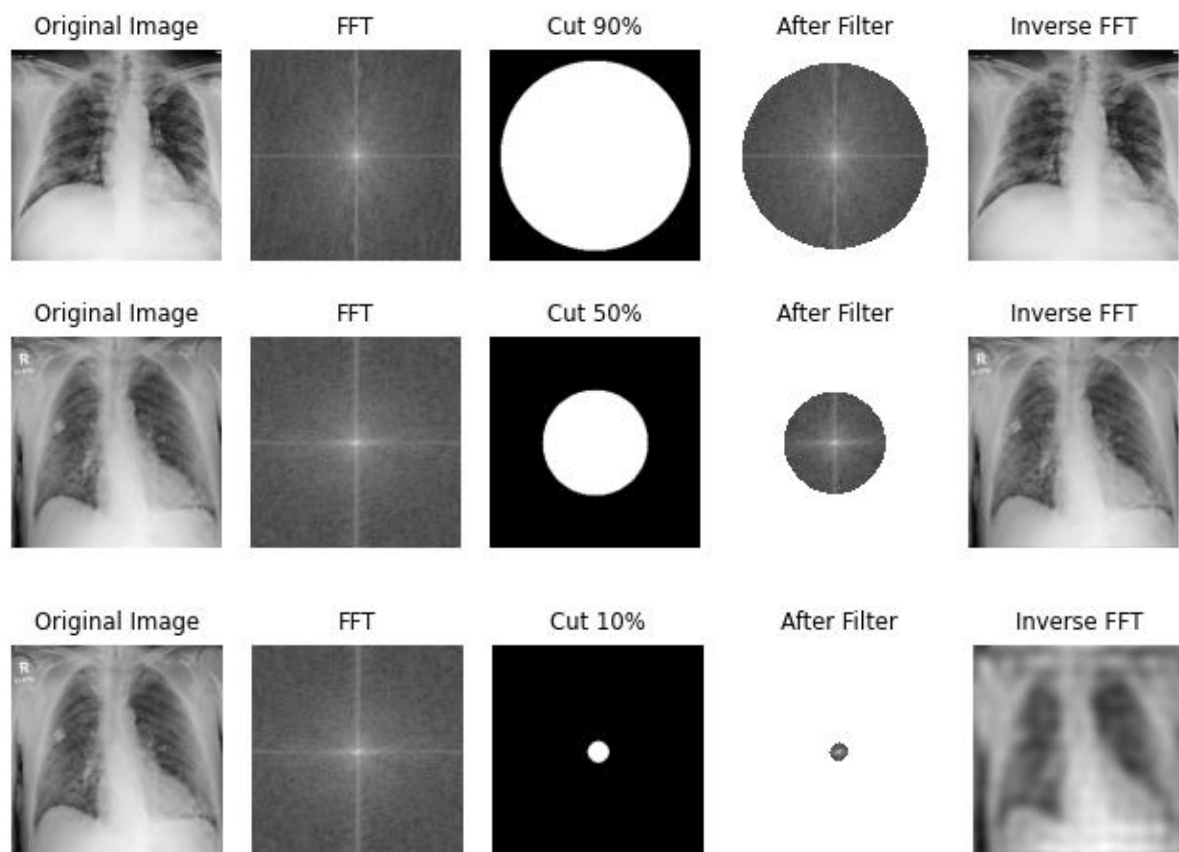 Original Image FFT Cut 90% After Filter Inverse FFT
Original Image FFT Cut 50% After Filter Inverse FFT
R
R
Original Image FFT Cut 10% After Filter Inverse FFT
R